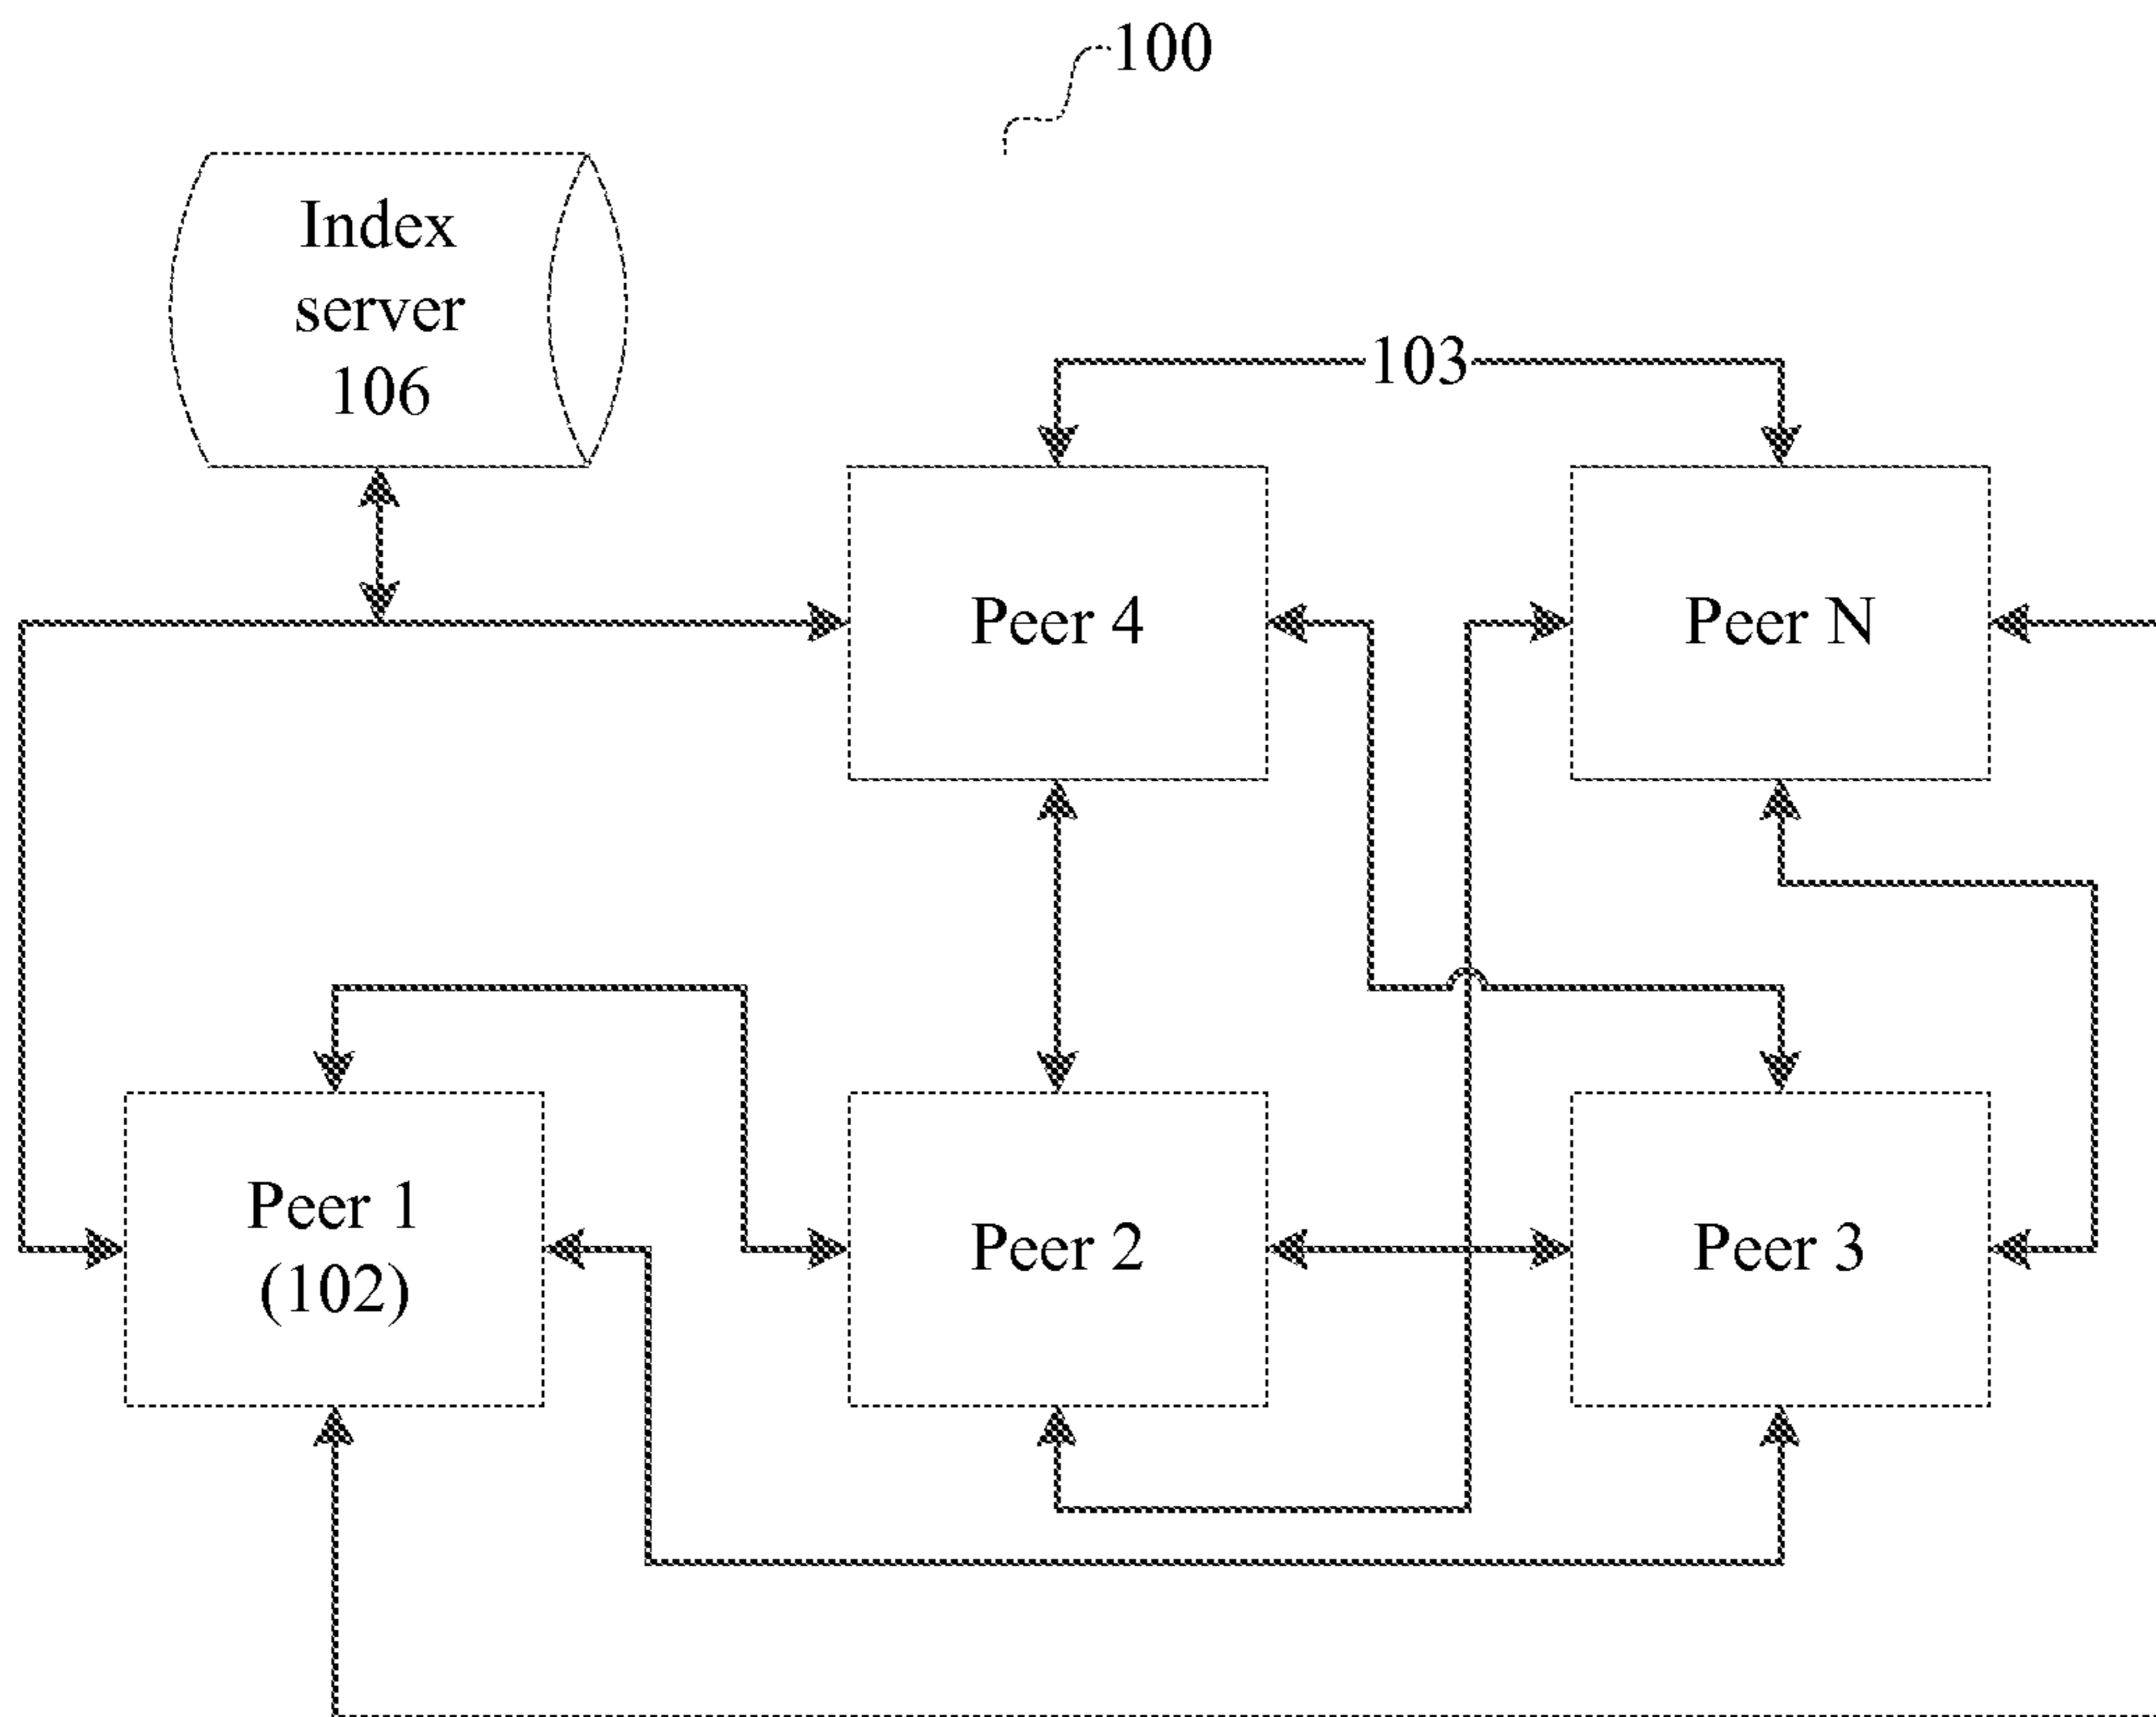 100
Index
server
106
103
Peer 4
Peer N
Peer 1
(102)
Peer 2
Peer 3